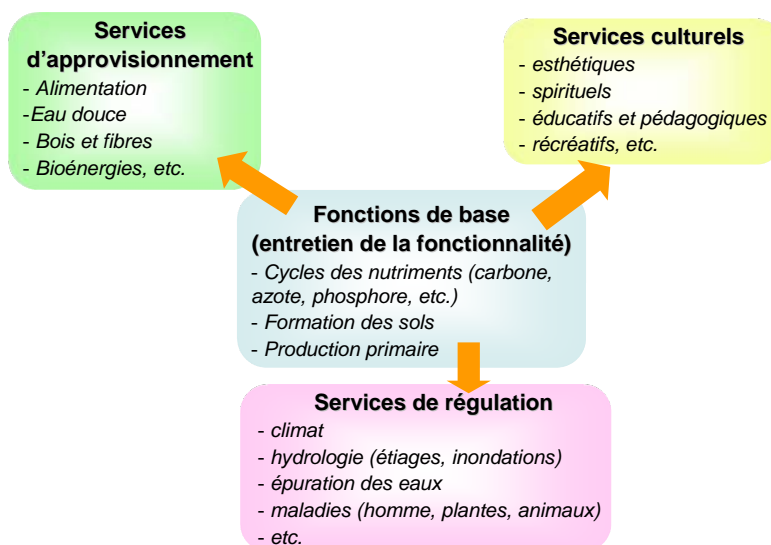 Services
d'approvisionnement
- Alimentation
-Eau douce
- Bois et fibres
- Bioénergies, etc.
Services culturels
- esthétiques
- spirituels
- éducatifs et pédagogiques
- récréatifs, etc.
Fonctions de base
(entretien de la fonctionnalité)
- Cycles des nutriments (carbone,
azote, phosphore, etc.)
- Formation des sols
- Production primaire
Services de régulation
- climat
- hydrologie (étiages, inondations)
- épuration des eaux
- maladies (homme, plantes, animaux)
- etc.